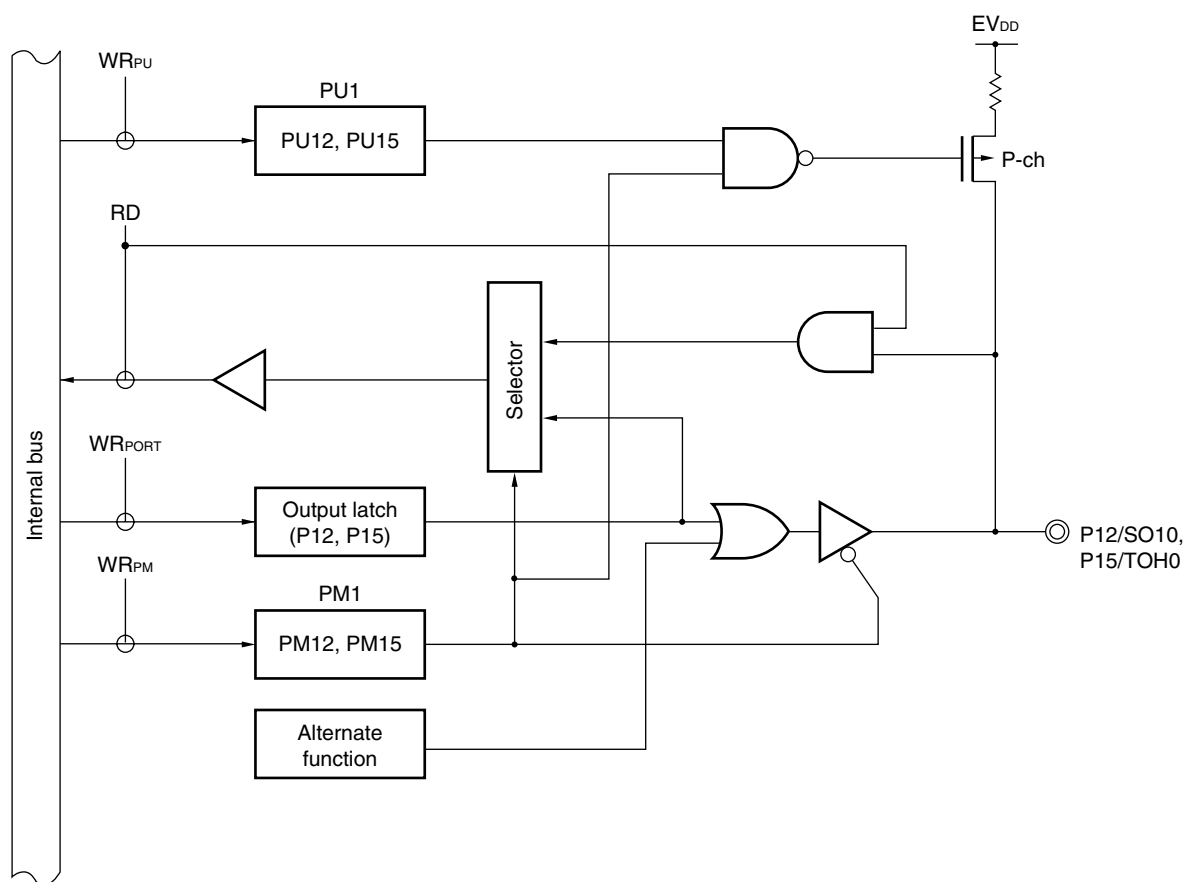 EVDD
WRPU
PU1
PU12, PU15
P-ch
RD
Selector
WRPORT
Internal bus
Output latch
(P12, P15)
P12/SO10,
P15/TOH0
WRPM
PM1
PM12, PM15
Alternate
function